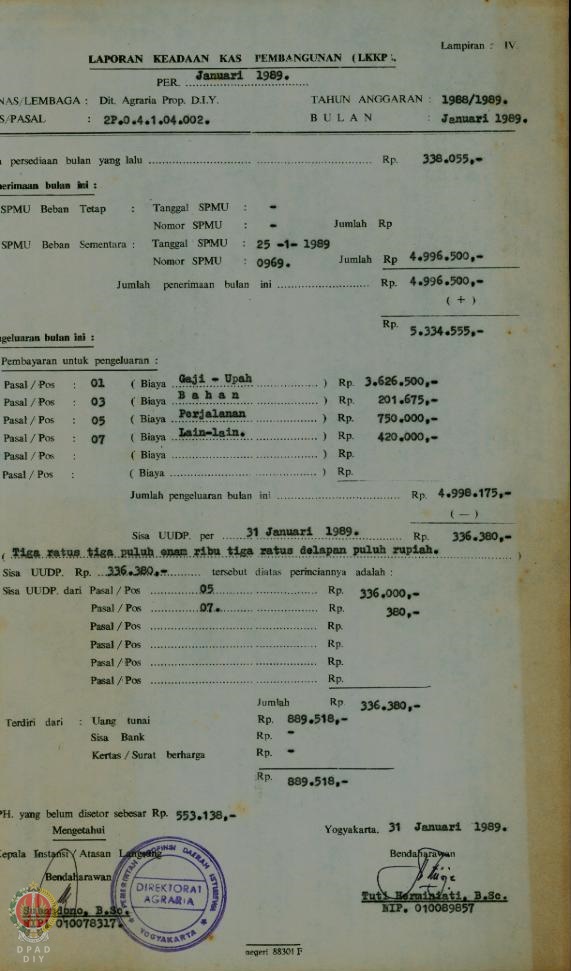 Lampiran : IV
LAPORAN KEADAAN KAS PEMBANGUNAN (LKKP).
PER. Januari 1989.
NAS/LEMBAGA : Dit. Agraria Prop. D.I.Y. TAHUN ANGGARAN : 1988/1989.
S/PASAL : 2P.0.4.1.04.002. BULAN : Januari 1989.
persediaan bulan yang lalu Rp. 338.055,-
nerimaan bulan ini :
SPMU Beban Tetap : Tanggal SPMU : -
Nomor SPMU : - Jumlah Rp
SPMU Beban Sementara : Tanggal SPMU : 25 -1- 1989
Nomor SPMU : 0969. Jumlah Rp 4.996.500,-
Jumlah penerimaan bulan ini Rp. 4.996.500,-
( + )
Rp. 5.334.555,-
ngeluaran bulan ini :
Pembayaran untuk pengeluaran :
Pasal / Pos : 01 ( Biaya Gaji - Upah ) Rp. 3.626.500,-
Pasal / Pos : 03 ( Biaya B a h a n ) Rp. 201.675,-
Pasal / Pos : 05 ( Biaya Perjalanan ) Rp. 750.000,-
Pasal / Pos : 07 ( Biaya Lain-lain. ) Rp. 420.000,-
Pasal / Pos : ( Biaya ) Rp.
Pasal / Pos : ( Biaya ) Rp.
Jumlah pengeluaran bulan ini Rp. 4.998.175,-
( — )
Sisa UUDP. per 31 Januari 1989. Rp. 336.380,-
( Tiga ratus tiga puluh enam ribu tiga ratus delapan puluh rupiah. )
Sisa UUDP. Rp. 336.380,- tersebut diatas perinciannya adalah :
Sisa UUDP. dari Pasal / Pos 05 Rp. 336.000,-
Pasal / Pos 07. Rp. 380,-
Pasal / Pos Rp.
Pasal / Pos Rp.
Pasal / Pos Rp.
Pasal / Pos Rp.
Jumlah Rp 336.380,-
Terdiri dari : Uang tunai Rp. 889.518,-
Sisa Bank Rp. -
Kertas / Surat berharga Rp. -
Rp. 889.518,-
PH. yang belum disetor sebesar Rp. 553.138,-
Mengetahui Yogyakarta, 31 Januari 1989.
Kepala Instansi / Atasan Langsung Bendaharawan
Bendaharawan
DIREKTORAT
AGRARIA
YOGYAKARTA
B.Sc. Tuti Herminiati, B.Sc.
NIP. 010078317. NIP. 010089857
DPAD
DIY
negeri 88301 F